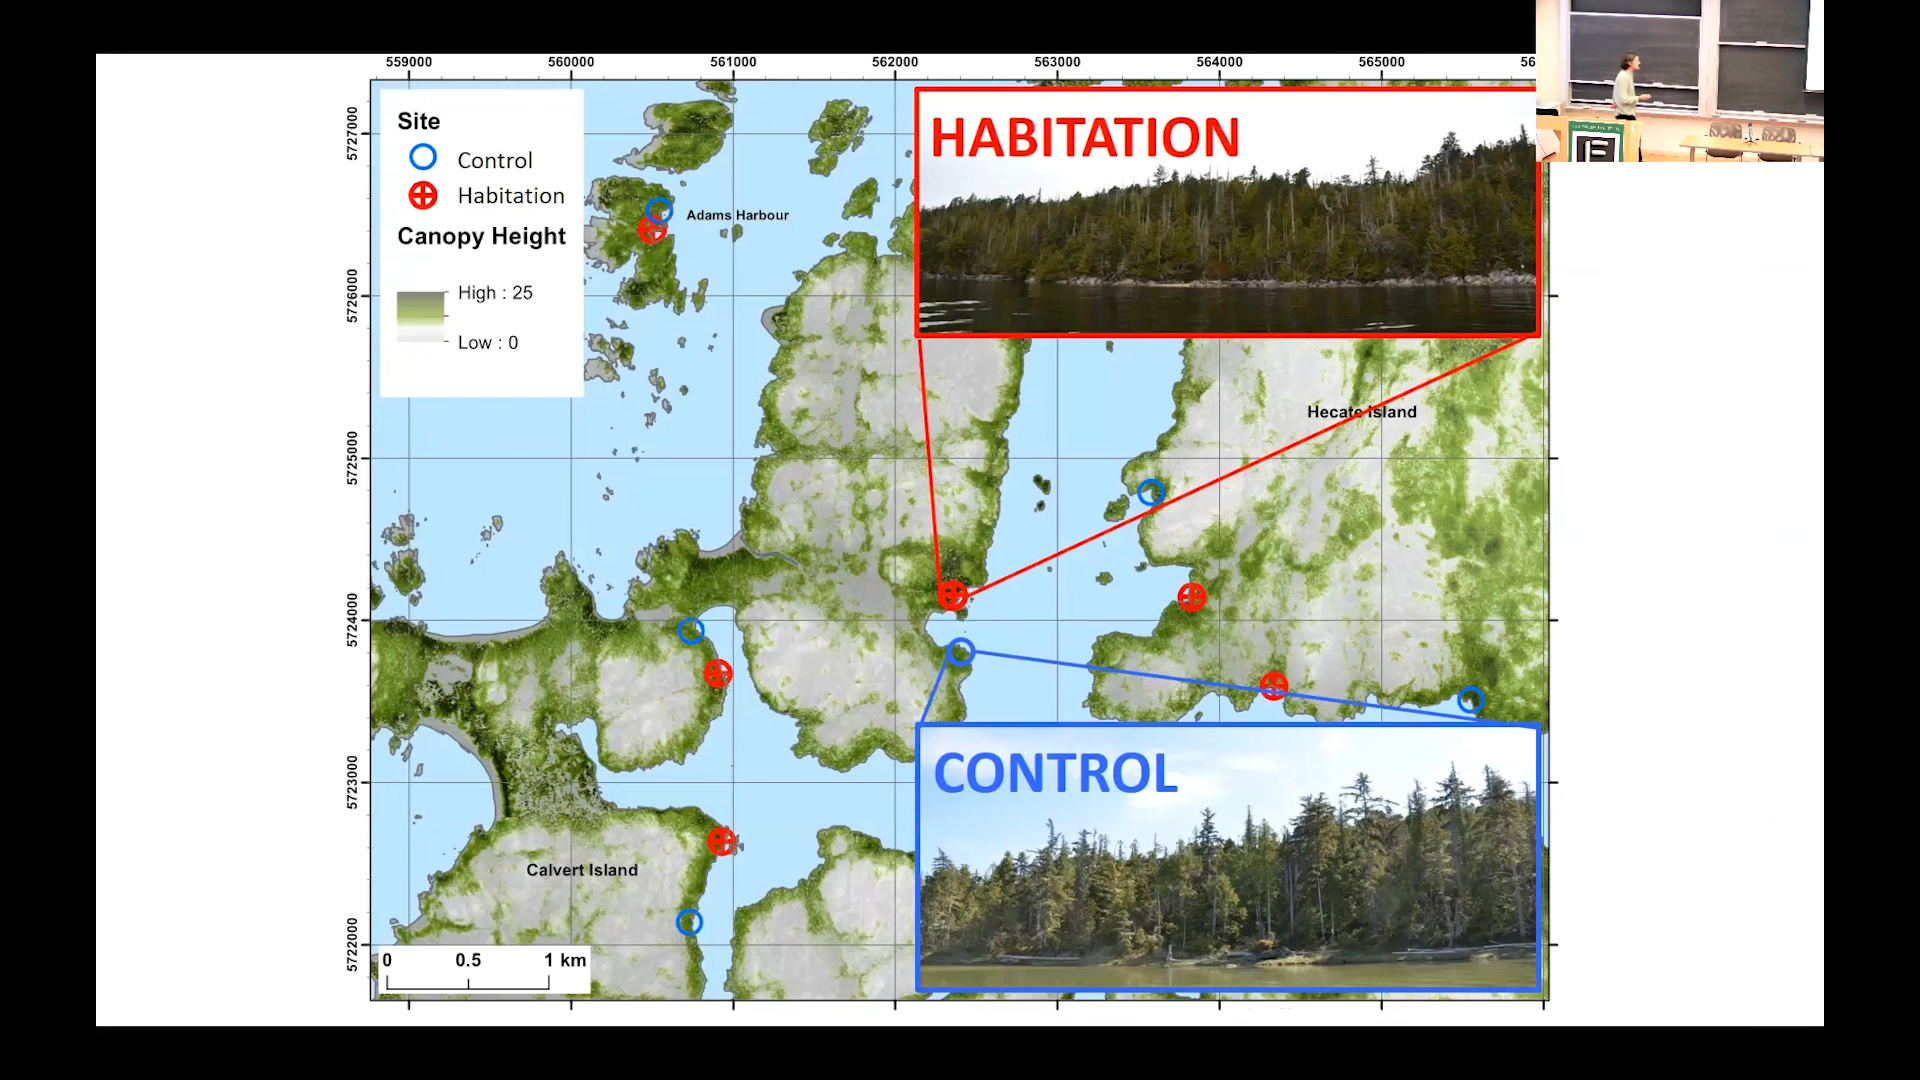 559000 560000 561000 562000 563000 564000 565000 56
5727000
5726000
5725000
5724000
5723000
5722000
Site
Control
Habitation
Canopy Height
High : 25
Low : 0
Adams Harbour
HABITATION
Hecate Island
CONTROL
Calvert Island
0 0.5 1 km